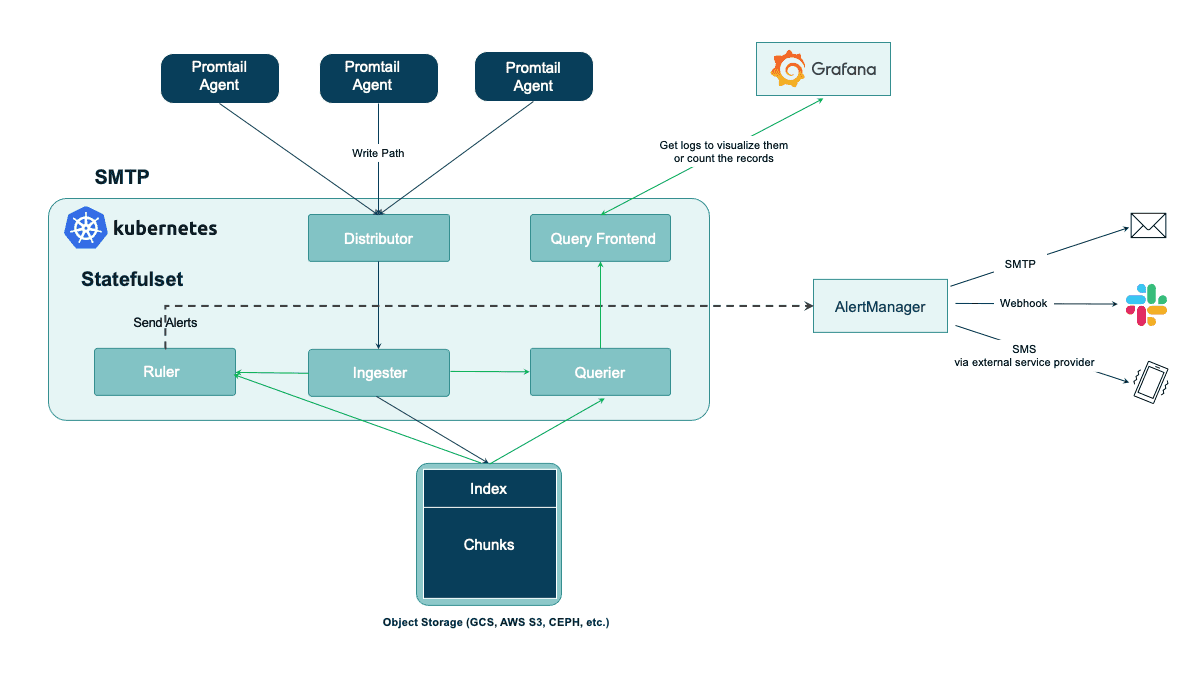 Promtail
Agent
Promtail
Agent
Promtail
Agent
Grafana
Write Path
Get logs to visualize them
or count the records
SMTP
kubernetes
Distributor
Query Frontend
Statefulset
SMTP
AlertManager
Webhook
Send Alerts
SMS
via external service provider
Ruler
Ingester
Querier
Index
Chunks
Object Storage (GCS, AWS S3, CEPH, etc.)